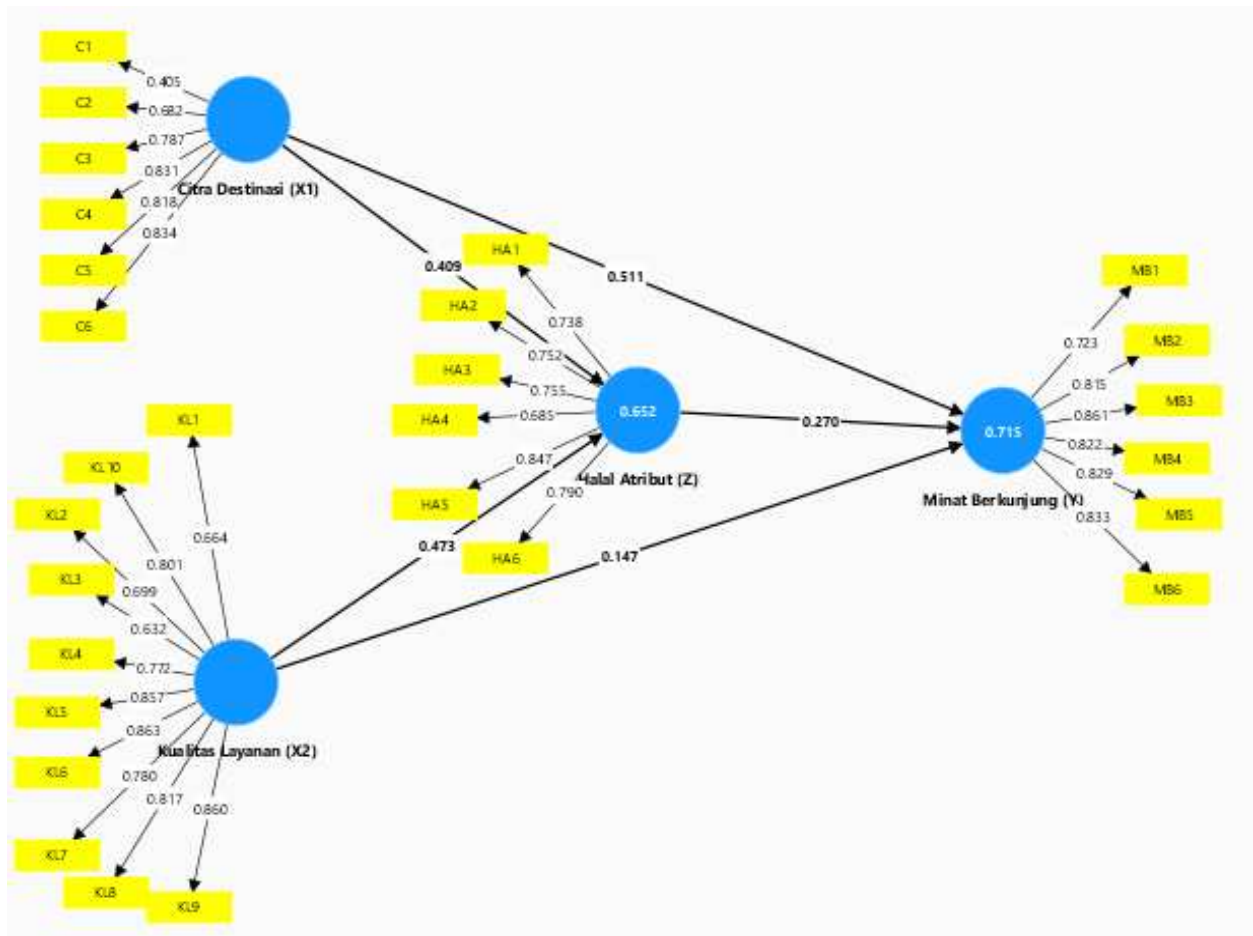 C1
0.405
C2
0.682
C3
0.787
0.831
C4
0.818
0.834
C5
C6
Citra Destinasi (X1)
0.409
0.511
HA1
HA2
0.738
0.752
HA3
0.755
HA4
0.685
0.652
0.847
HA5
0.790
HA6
Halal Atribut (Z)
0.270
0.473
0.147
MB1
0.723
MB2
0.815
MB3
0.861
0.715
0.822
MB4
0.829
Minat Berkunjung (Y)
MB5
0.833
MB6
KL1
KL10
KL2
0.664
0.801
KL3
0.699
0.632
KL4
0.772
KL5
0.857
0.863
Kualitas Layanan (X2)
KL6
0.780
0.817
0.860
KL7
KL8
KL9